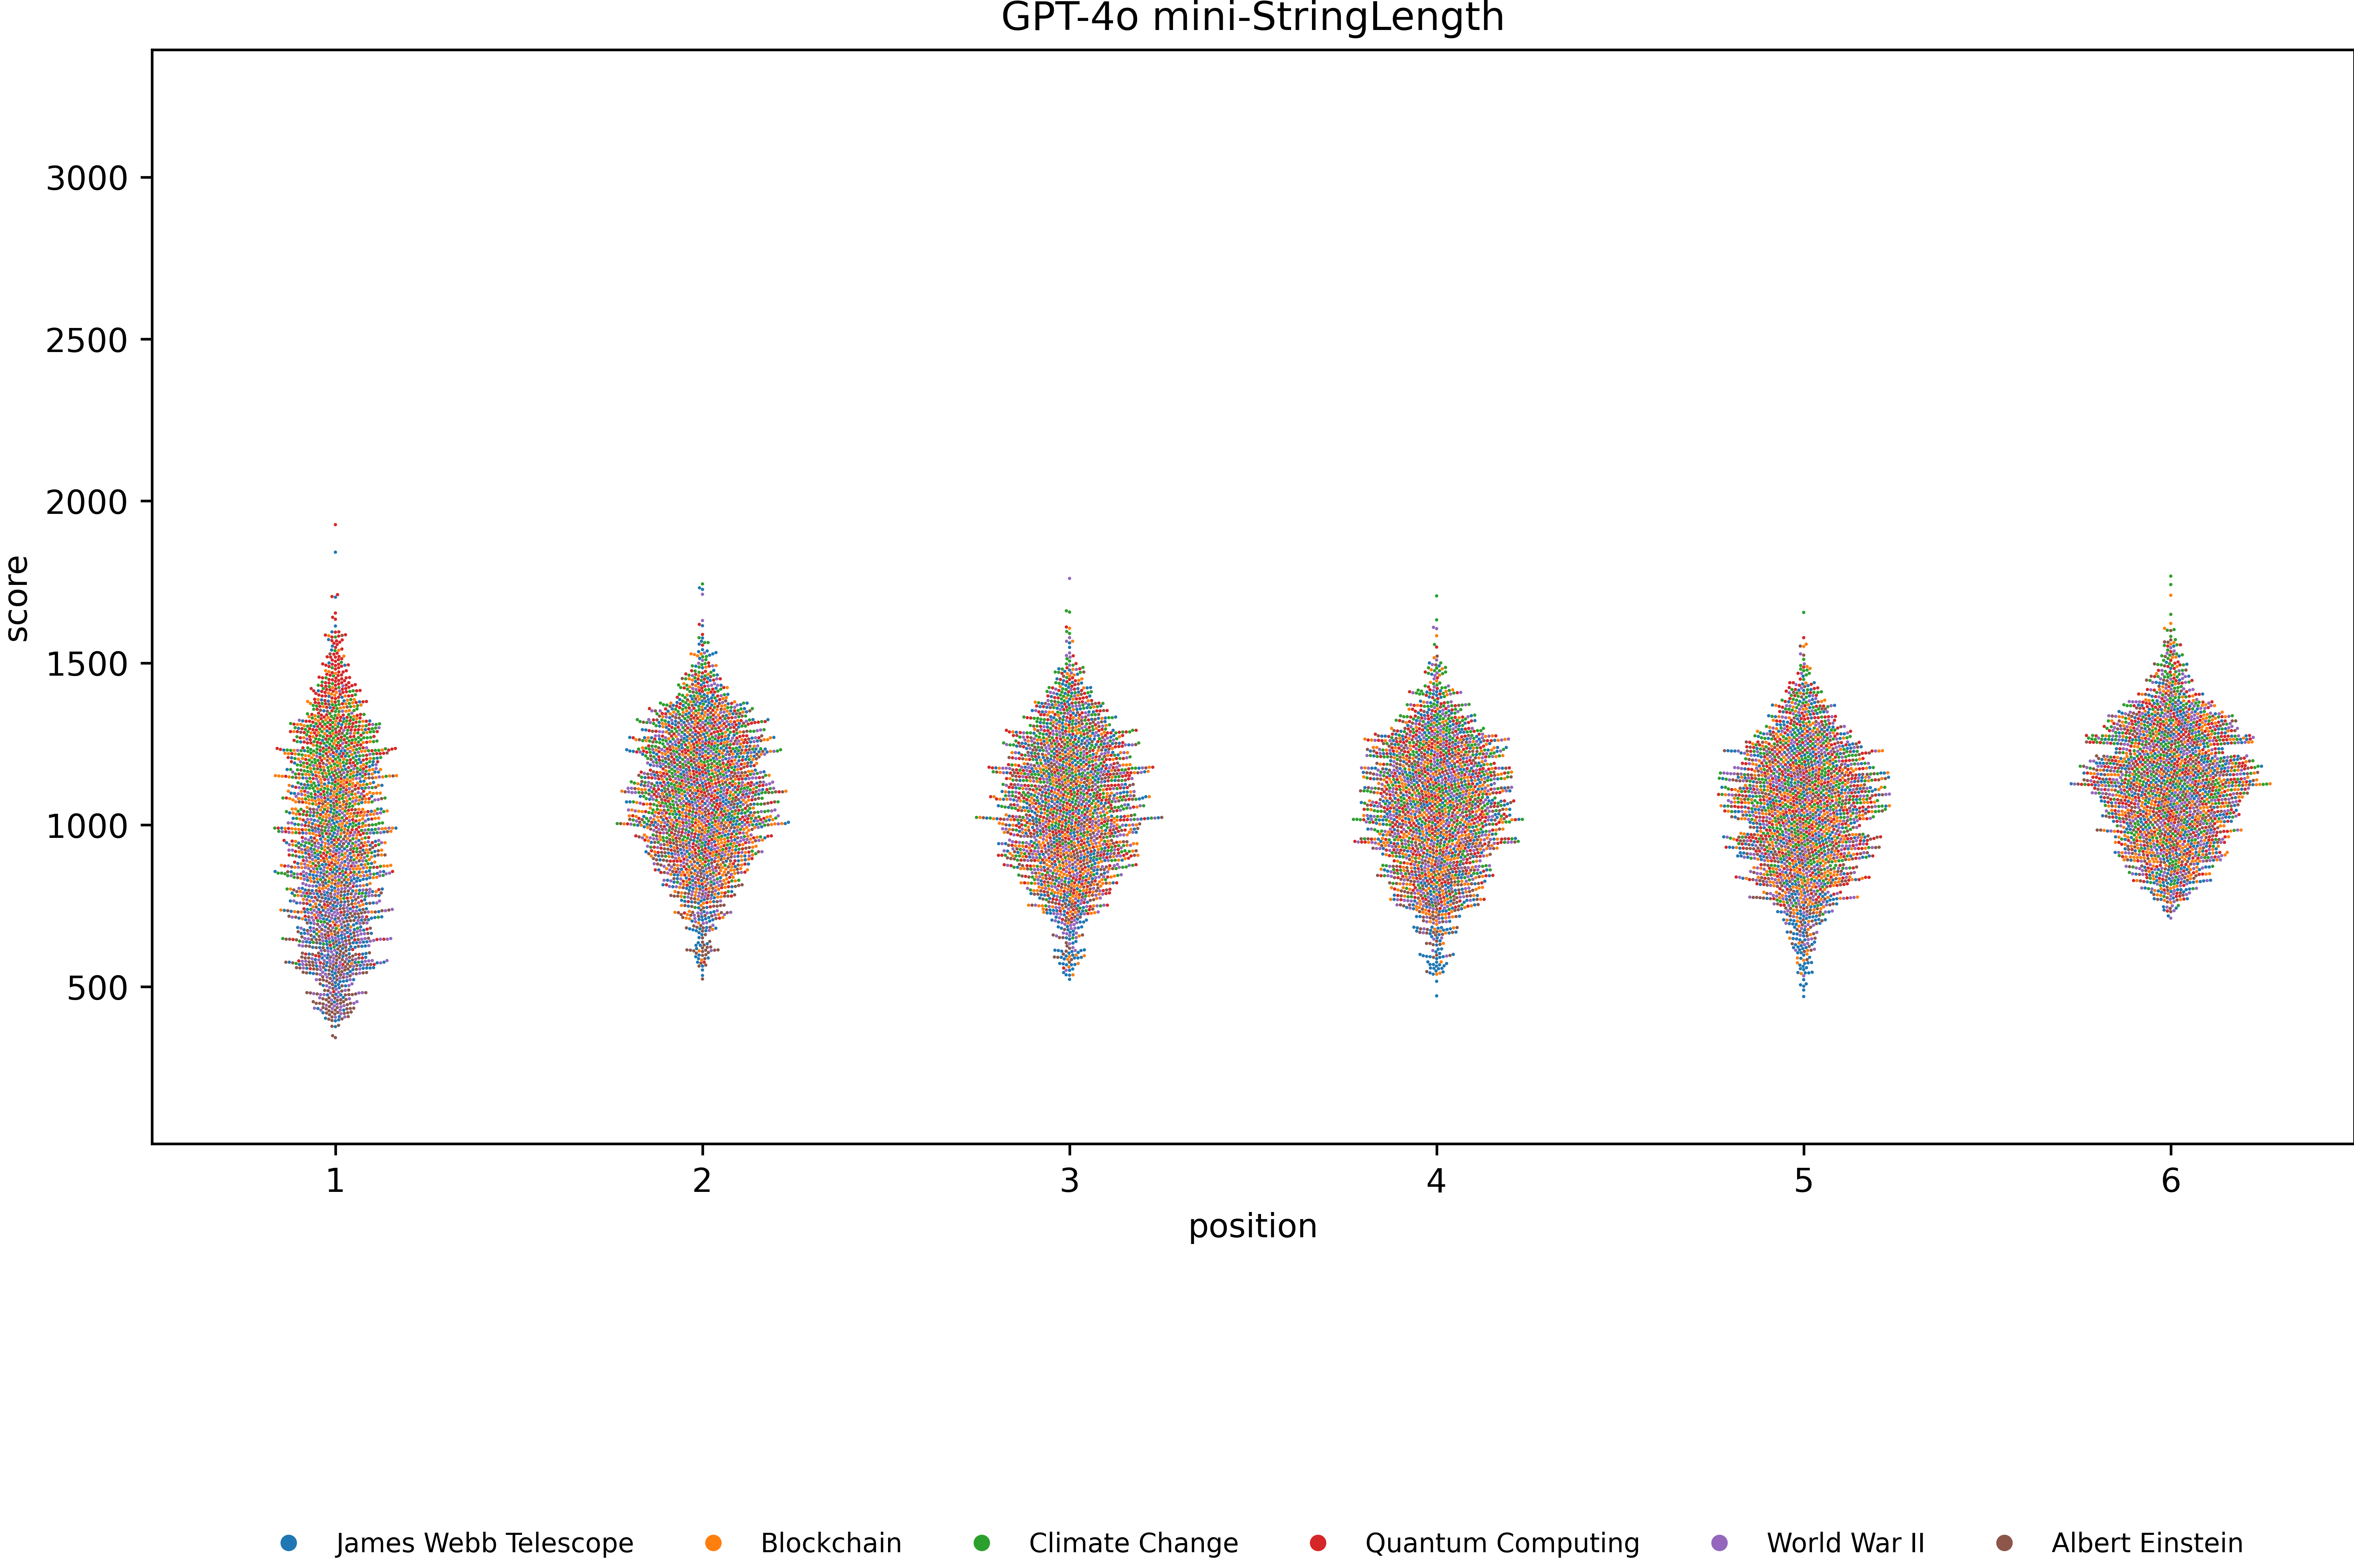 GPT-4o mini-StringLength
3000
2500
2000
1500
1000
500
score
1 2 3 4 5 6
position
James Webb Telescope Blockchain Climate Change Quantum Computing World War II Albert Einstein